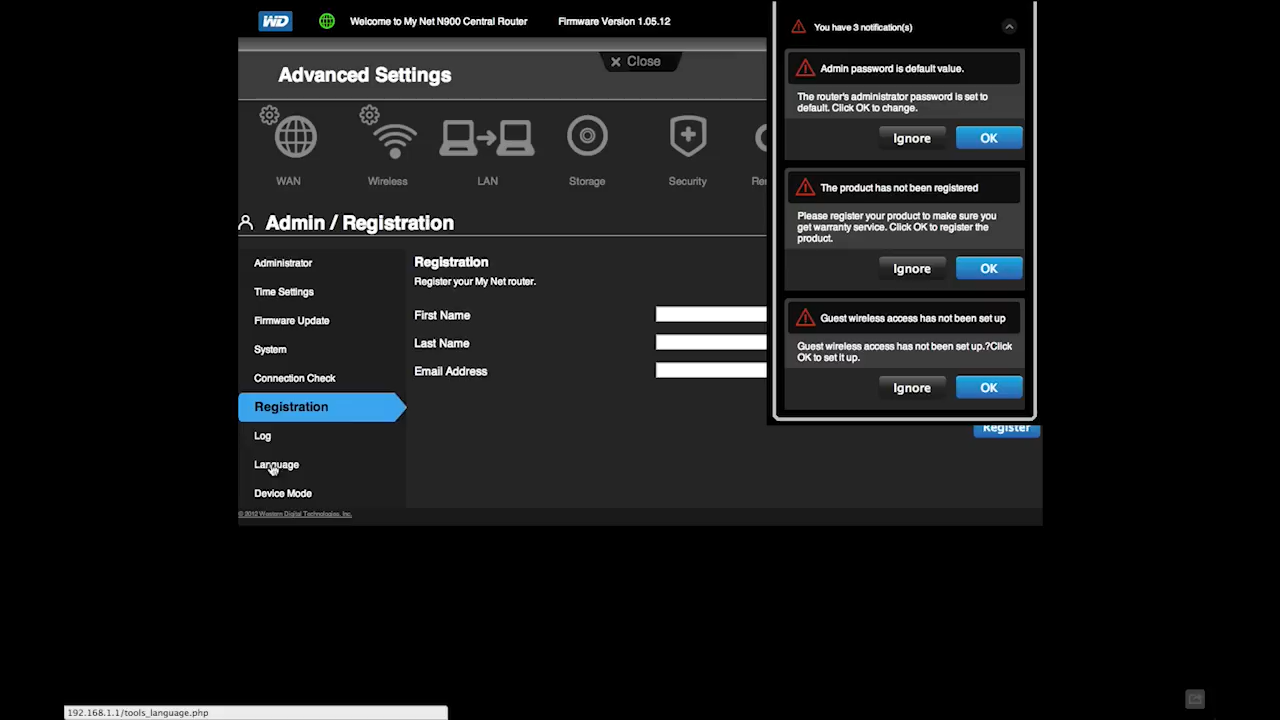 WD Welcome to My Net N900 Central Router Firmware Version 1.05.12
You have 3 notification(s)
Close
Advanced Settings
Admin password is default value.
The router's administrator password is set to
default. Click OK to change.
Ignore OK
WAN Wireless LAN Storage Security
The product has not been registered
Please register your product to make sure you
get warranty service. Click OK to register the
product.
Ignore OK
Guest wireless access has not been set up
Guest wireless access has not been set up.?Click
OK to set it up.
Ignore OK
Admin / Registration
Administrator
Time Settings
Firmware Update
System
Connection Check
Registration
Log
Language
Device Mode
Registration
Register your My Net router.
First Name
Last Name
Email Address
Register
© 2012 Western Digital Technologies, Inc.
192.168.1.1/tools_language.php